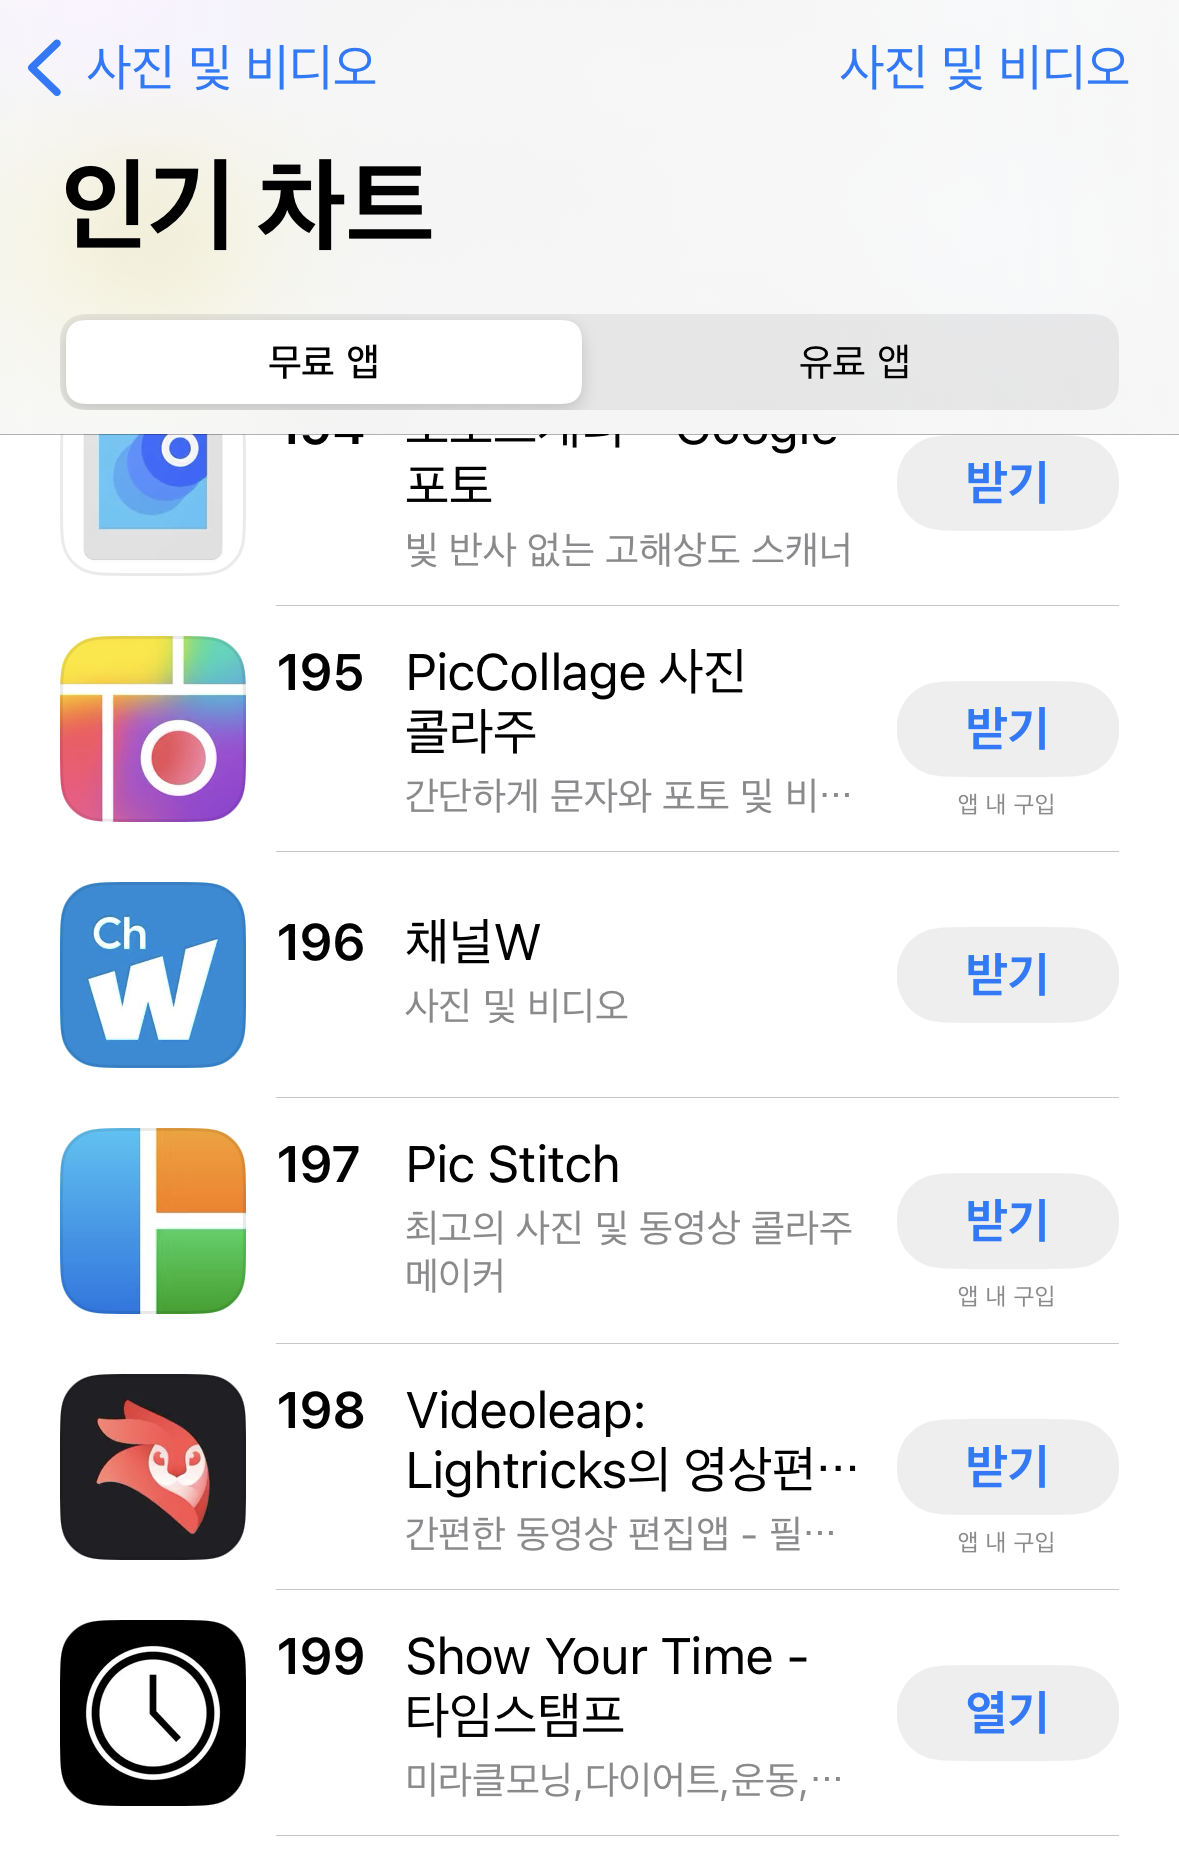 사진 및 비디오
사진 및 비디오
인기 차트
무료 앱
유료 앱
194
포토스캐너 - Google
포토
빛 반사 없는 고해상도 스캐너
받기
195
PicCollage 사진
콜라주
간단하게 문자와 포토 및 비…
받기
앱 내 구입
Ch
W
196
채널W
사진 및 비디오
받기
197
Pic Stitch
최고의 사진 및 동영상 콜라주
메이커
받기
앱 내 구입
198
Videoleap:
Lightricks의 영상편…
간편한 동영상 편집앱 - 필…
받기
앱 내 구입
199
Show Your Time -
타임스탬프
미라클모닝,다이어트,운동,…
열기